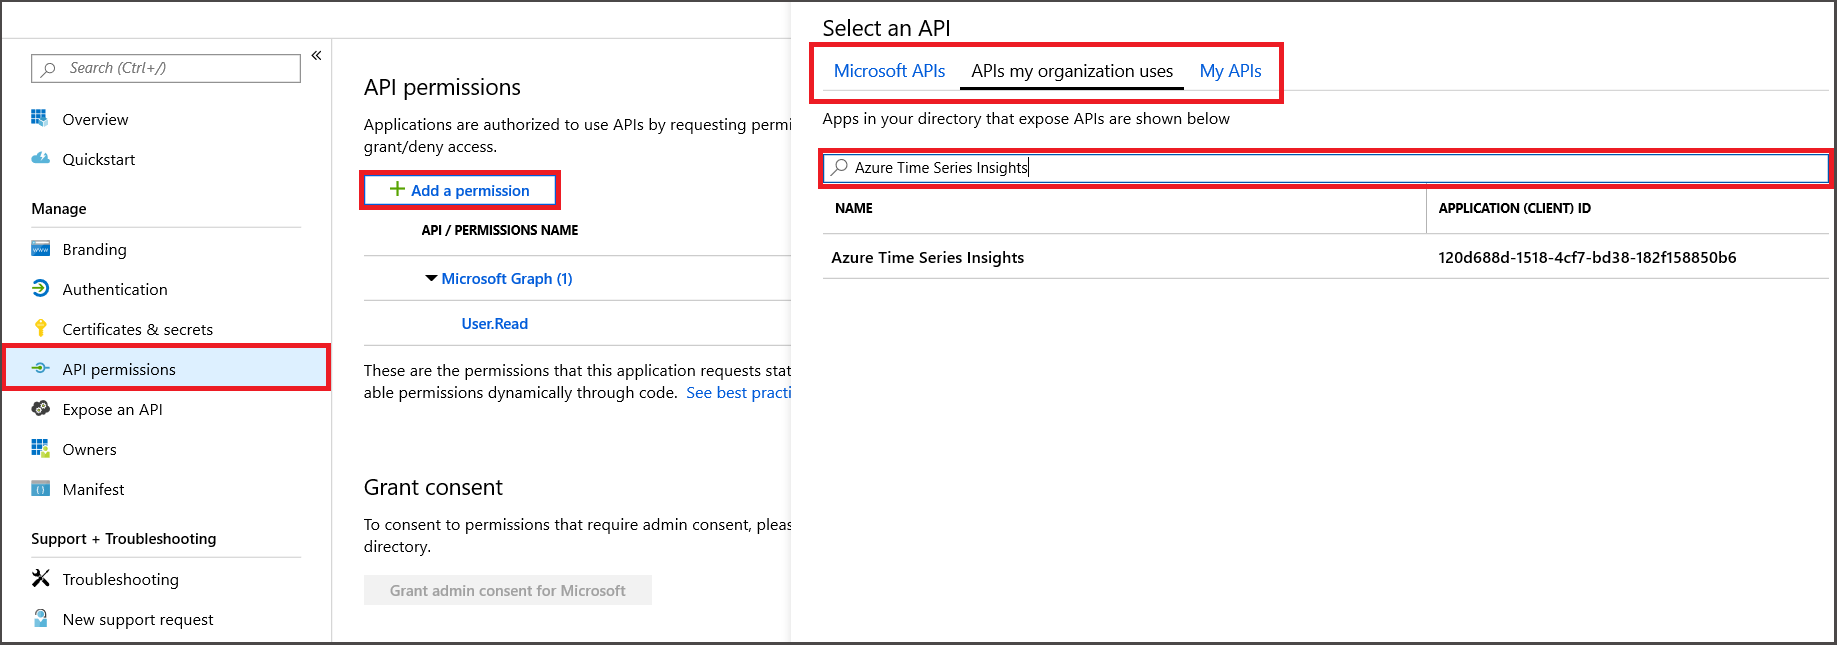 Search (Ctrl+/)
«
Overview
Quickstart
Manage
Branding
Authentication
Certificates & secrets
API permissions
Expose an API
Owners
Manifest
Support + Troubleshooting
Troubleshooting
New support request
API permissions
Applications are authorized to use APIs by requesting permi
grant/deny access.
+ Add a permission
API / PERMISSIONS NAME
Microsoft Graph (1)
User.Read
These are the permissions that this application requests stat
able permissions dynamically through code. See best practi
Grant consent
To consent to permissions that require admin consent, pleas
directory.
Grant admin consent for Microsoft
Select an API
Microsoft APIs APIs my organization uses My APIs
Apps in your directory that expose APIs are shown below
Azure Time Series Insights
NAME APPLICATION (CLIENT) ID
Azure Time Series Insights 120d688d-1518-4cf7-bd38-182f158850b6